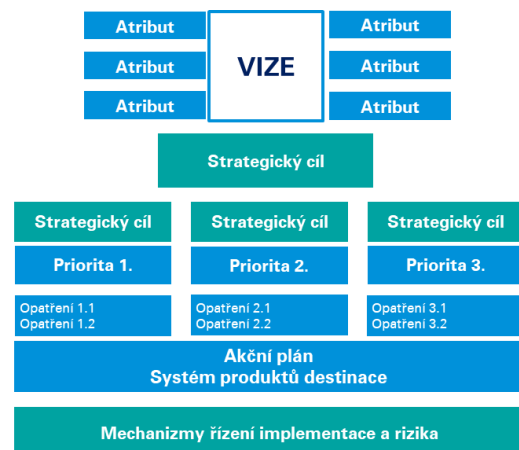 Atribut
Atribut
Atribut
VIZE
Atribut
Atribut
Atribut
Strategický cíl
Strategický cíl
Strategický cíl
Strategický cíl
Priorita 1.
Priorita 2.
Priorita 3.
Opatření 1.1
Opatření 1.2
Opatření 2.1
Opatření 2.2
Opatření 3.1
Opatření 3.2
Akční plán
Systém produktů destinace
Mechanizmy řízení implementace a rizika